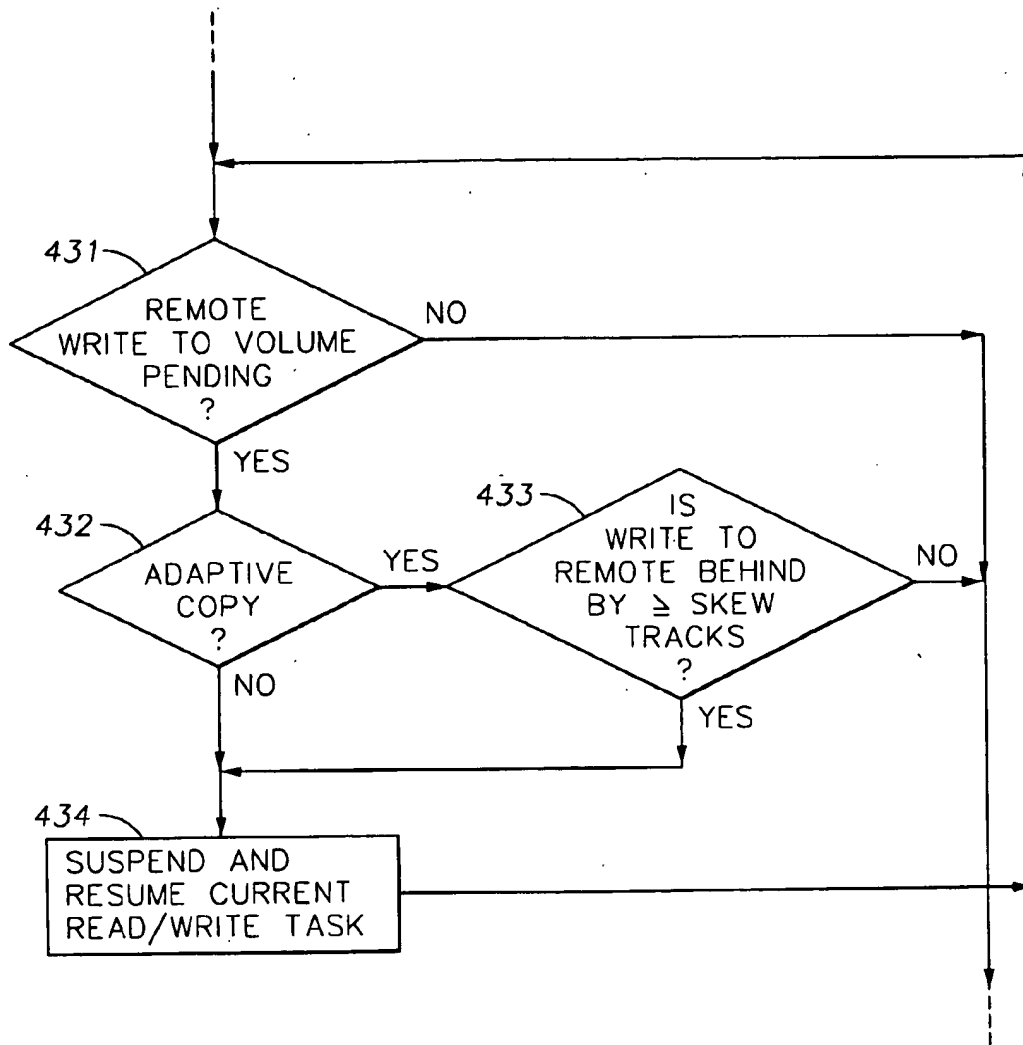 431
REMOTE
WRITE TO VOLUME
PENDING
?
NO
YES
432
ADAPTIVE
COPY
?
YES
NO
433
IS
WRITE TO
REMOTE BEHIND
BY ≧ SKEW
TRACKS
?
NO
YES
434
SUSPEND AND
RESUME CURRENT
READ/WRITE TASK